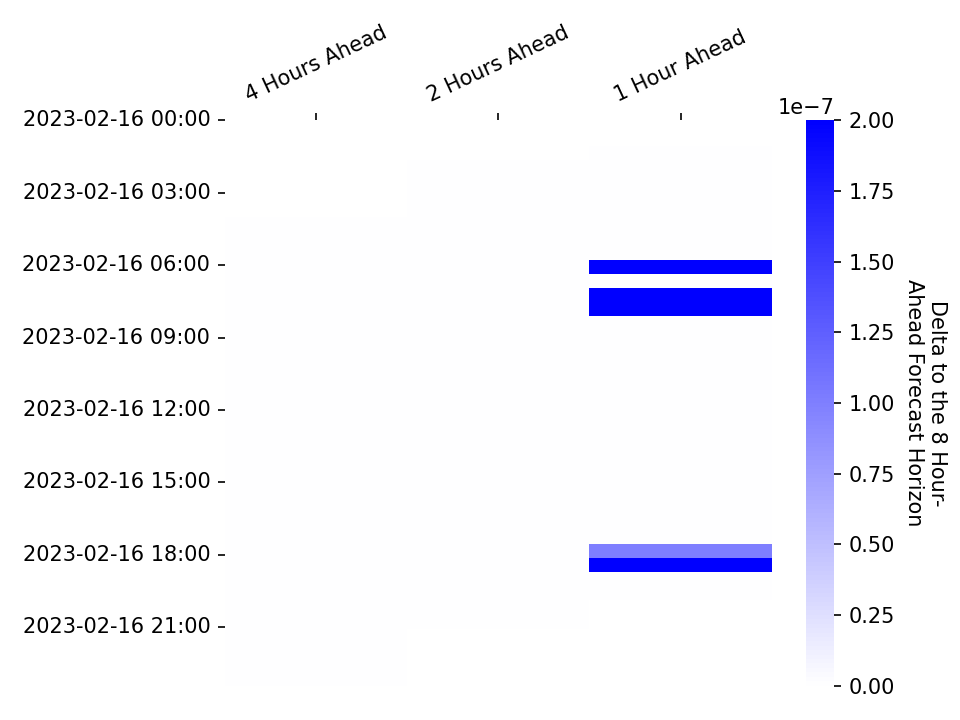 4 Hours Ahead
2 Hours Ahead
1 Hour Ahead
2023-02-16 00:00
2023-02-16 03:00
2023-02-16 06:00
2023-02-16 09:00
2023-02-16 12:00
2023-02-16 15:00
2023-02-16 18:00
2023-02-16 21:00
1e−7
2.00
1.75
1.50
1.25
1.00
0.75
0.50
0.25
0.00
Delta to the 8 Hour-
Ahead Forecast Horizon